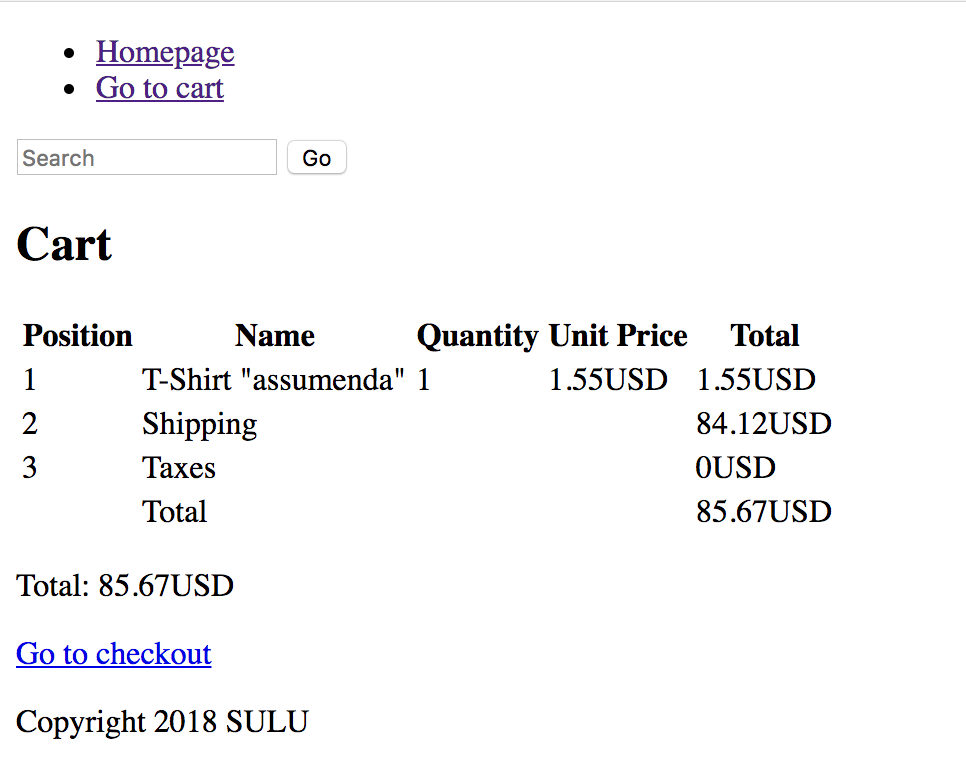 Homepage
Go to cart
Search Go
Cart
Position Name Quantity Unit Price Total
1 T-Shirt "assumenda" 1 1.55USD 1.55USD
2 Shipping 84.12USD
3 Taxes 0USD
Total 85.67USD
Total: 85.67USD
Go to checkout
Copyright 2018 SULU